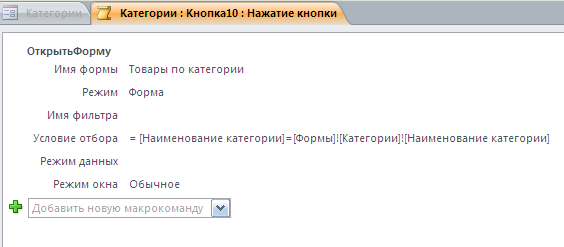 Категории
Категории : Кнопка10 : Нажатие кнопки
ОткрытьФорму
Имя формы Товары по категории
Режим Форма
Имя фильтра
Условие отбора = [Наименование категории]=[Формы]![Категории]![Наименование категории]
Режим данных
Режим окна Обычное
Добавить новую макрокоманду